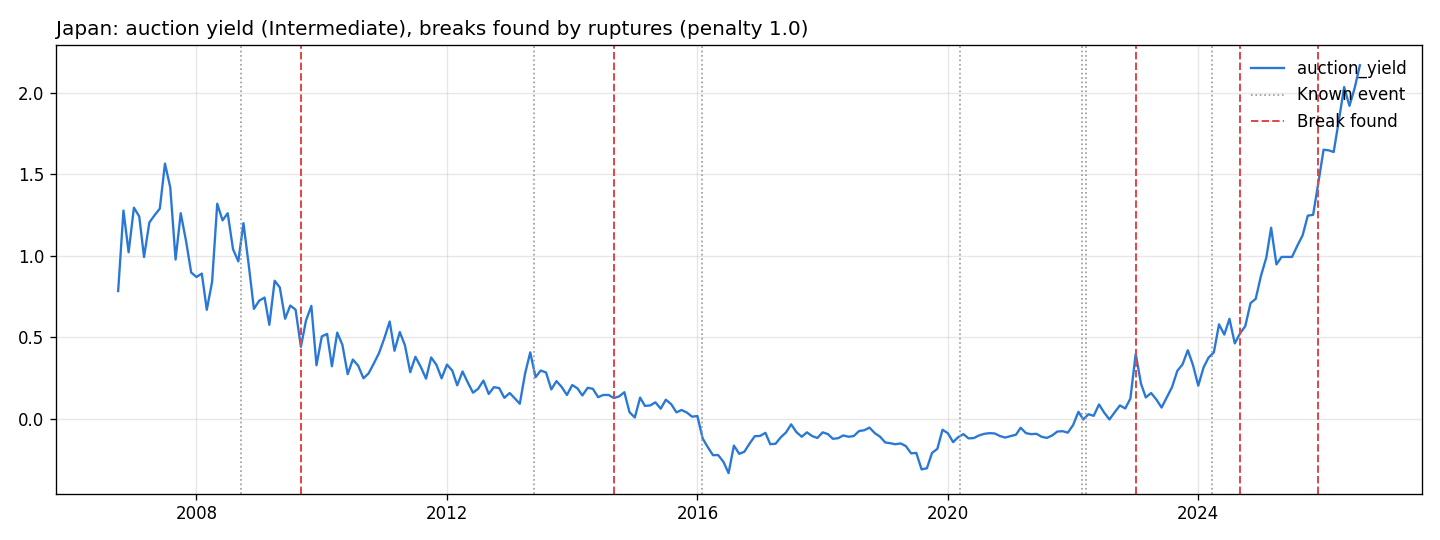 Japan: auction yield (Intermediate), breaks found by ruptures (penalty 1.0)
auction_yield
Known event
Break found
2.0
1.5
1.0
0.5
0.0
2008
2012
2016
2020
2024